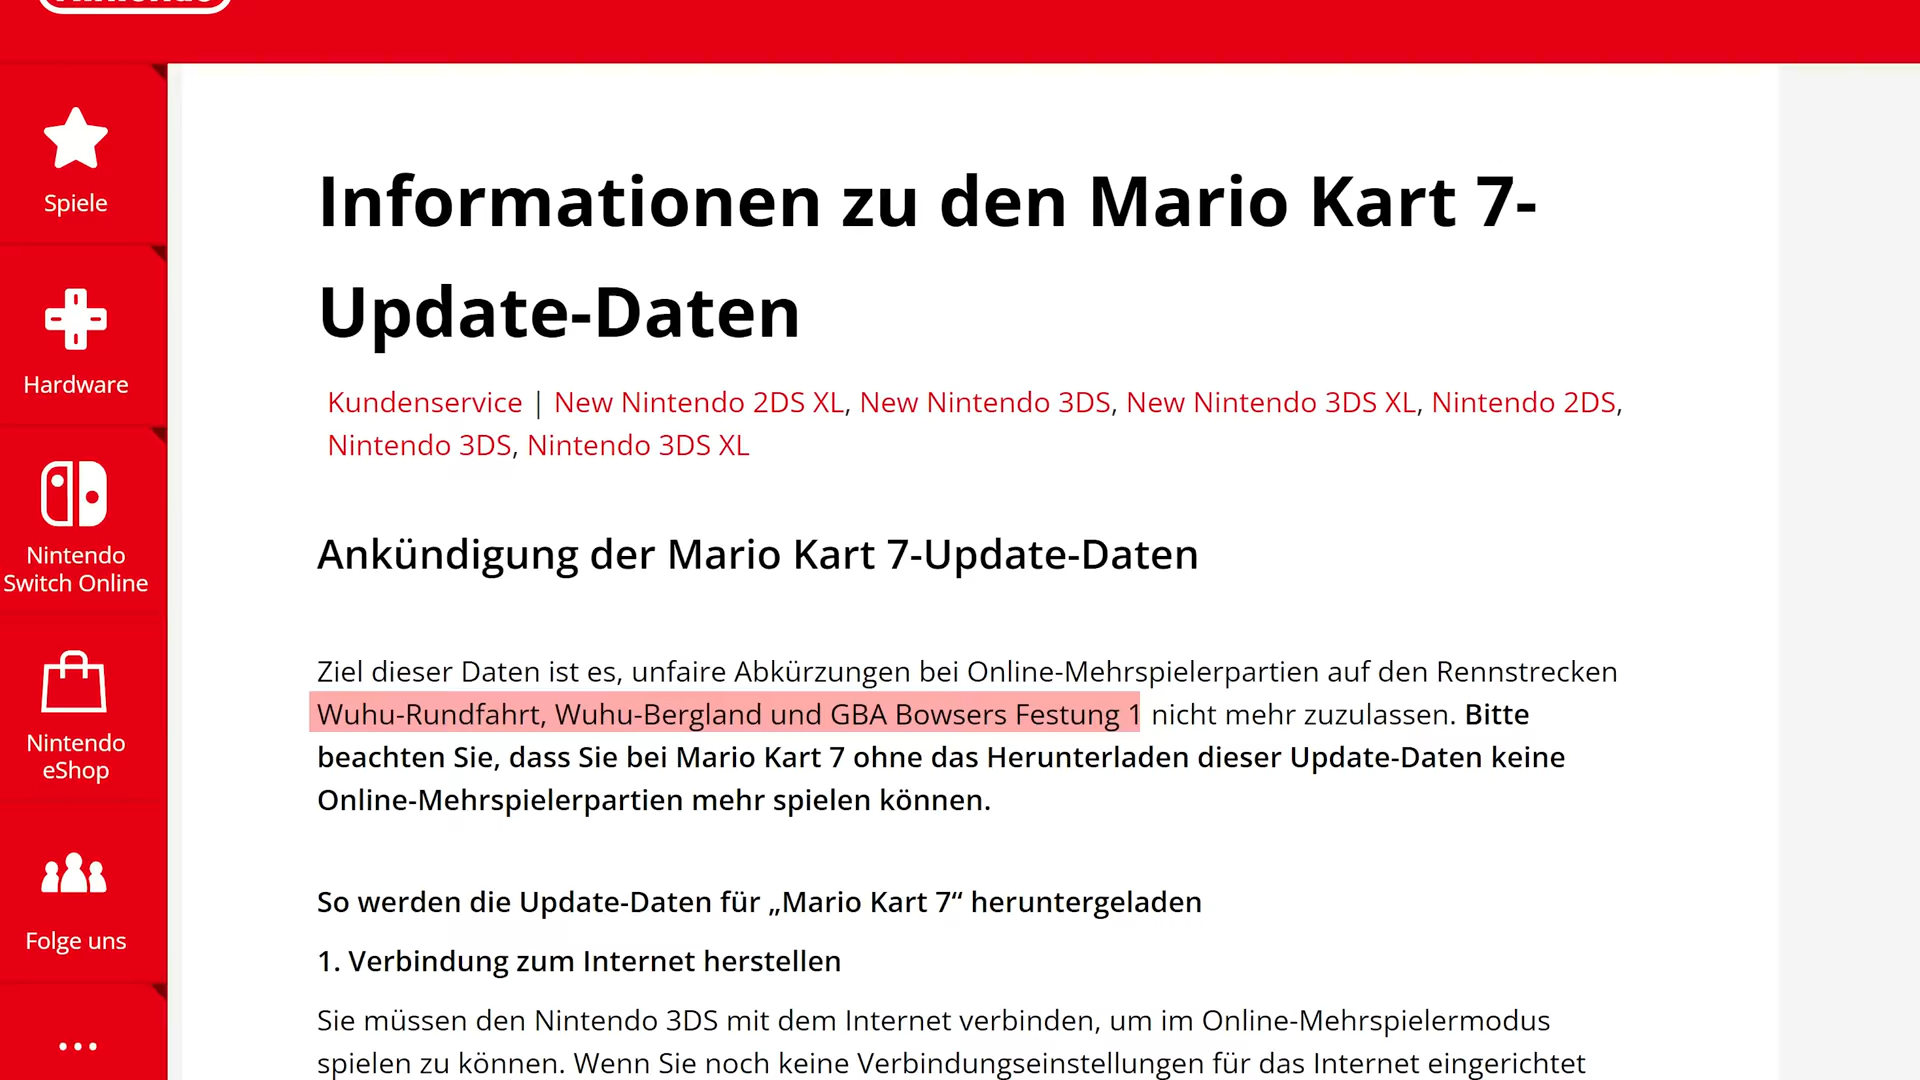 Spiele
Hardware
Nintendo
Switch Online
Nintendo
eShop
Folge uns
Informationen zu den Mario Kart 7-
Update-Daten
Kundenservice | New Nintendo 2DS XL, New Nintendo 3DS, New Nintendo 3DS XL, Nintendo 2DS,
Nintendo 3DS, Nintendo 3DS XL
Ankündigung der Mario Kart 7-Update-Daten
Ziel dieser Daten ist es, unfaire Abkürzungen bei Online-Mehrspielerpartien auf den Rennstrecken
Wuhu-Rundfahrt, Wuhu-Bergland und GBA Bowsers Festung 1 nicht mehr zuzulassen. Bitte
beachten Sie, dass Sie bei Mario Kart 7 ohne das Herunterladen dieser Update-Daten keine
Online-Mehrspielerpartien mehr spielen können.
So werden die Update-Daten für „Mario Kart 7“ heruntergeladen
1. Verbindung zum Internet herstellen
Sie müssen den Nintendo 3DS mit dem Internet verbinden, um im Online-Mehrspielermodus
spielen zu können. Wenn Sie noch keine Verbindungseinstellungen für das Internet eingerichtet